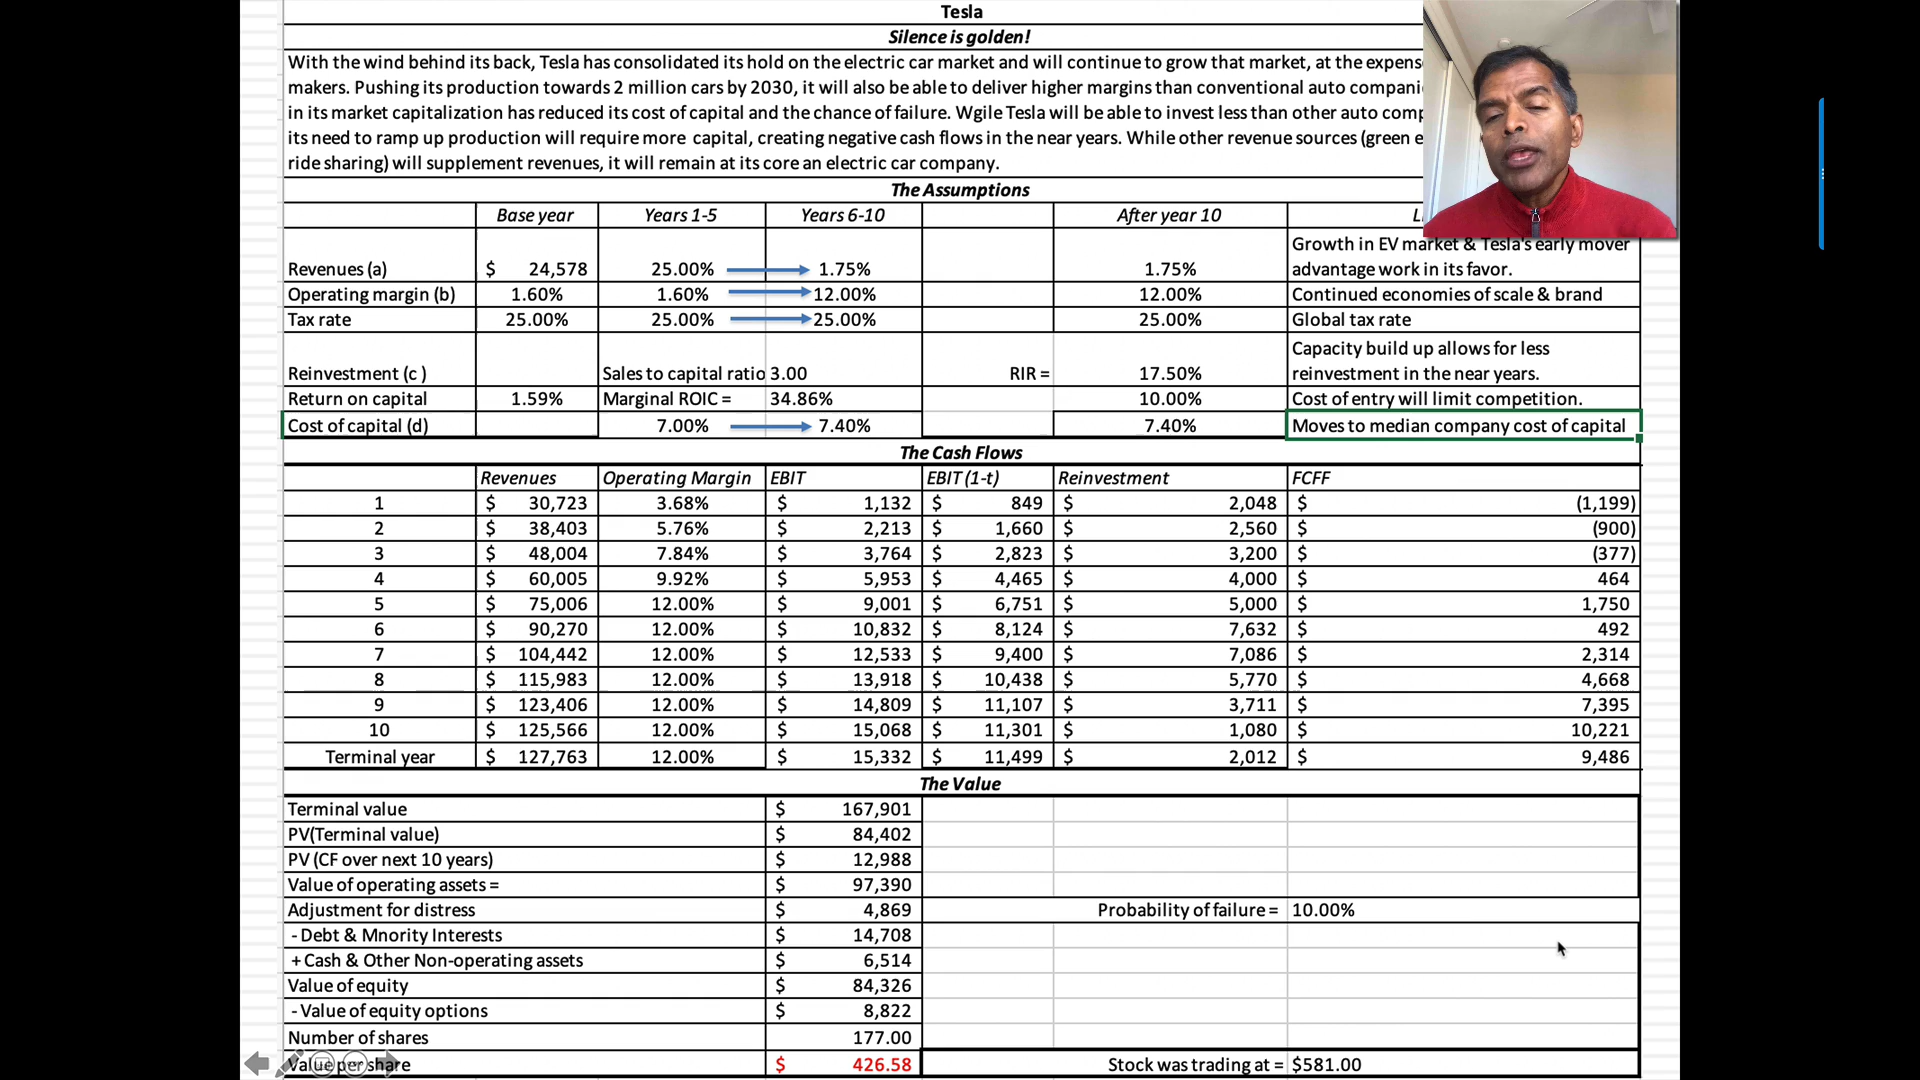 Tesla
Silence is golden!
With the wind behind its back, Tesla has consolidated its hold on the electric car market and will continue to grow that market, at the
makers. Pushing its production towards 2 million cars by 2030, it will also be able to deliver higher margins than conventional auto
in its market capitalization has reduced its cost of capital and the chance of failure. Wgile Tesla will be able to invest less than other auto
its need to ramp up production will require more capital, creating negative cash flows in the near years. While other revenue sources (green
ride sharing) will supplement revenues, it will remain at its core an electric car company.
The Assumptions
Base year Years 1-5 Years 6-10 After year 10
Growth in EV market & Tesla's early mover
Revenues (a) $ 24,578 25.00% 1.75% 1.75% advantage work in its favor.
Operating margin (b) 1.60% 1.60% 12.00% 12.00% Continued economies of scale & brand
Tax rate 25.00% 25.00% 25.00% 25.00% Global tax rate
Capacity build up allows for less
Reinvestment (c ) Sales to capital ratio 3.00 RIR = 17.50% reinvestment in the near years.
Return on capital 1.59% Marginal ROIC = 34.86% 10.00% Cost of entry will limit competition.
Cost of capital (d) 7.00% 7.40% 7.40% Moves to median company cost of capital
The Cash Flows
Revenues Operating Margin EBIT EBIT (1-t) Reinvestment FCFF
1 $ 30,723 3.68% $ 1,132 $ 849 $ 2,048 $ (1,199)
2 $ 38,403 5.76% $ 2,213 $ 1,660 $ 2,560 $ (900)
3 $ 48,004 7.84% $ 3,764 $ 2,823 $ 3,200 $ (377)
4 $ 60,005 9.92% $ 5,953 $ 4,465 $ 4,000 $ 464
5 $ 75,006 12.00% $ 9,001 $ 6,751 $ 5,000 $ 1,750
6 $ 90,270 12.00% $ 10,832 $ 8,124 $ 7,632 $ 492
7 $ 104,442 12.00% $ 12,533 $ 9,400 $ 7,086 $ 2,314
8 $ 115,983 12.00% $ 13,918 $ 10,438 $ 5,770 $ 4,668
9 $ 123,406 12.00% $ 14,809 $ 11,107 $ 3,711 $ 7,395
10 $ 125,566 12.00% $ 15,068 $ 11,301 $ 1,080 $ 10,221
Terminal year $ 127,763 12.00% $ 15,332 $ 11,499 $ 2,012 $ 9,486
The Value
Terminal value $ 167,901
PV(Terminal value) $ 84,402
PV (CF over next 10 years) $ 12,988
Value of operating assets = $ 97,390
Adjustment for distress $ 4,869 Probability of failure = 10.00%
- Debt & Mnority Interests $ 14,708
+ Cash & Other Non-operating assets $ 6,514
Value of equity $ 84,326
- Value of equity options $ 8,822
Number of shares 177.00
Value per share $ 426.58 Stock was trading at = $581.00